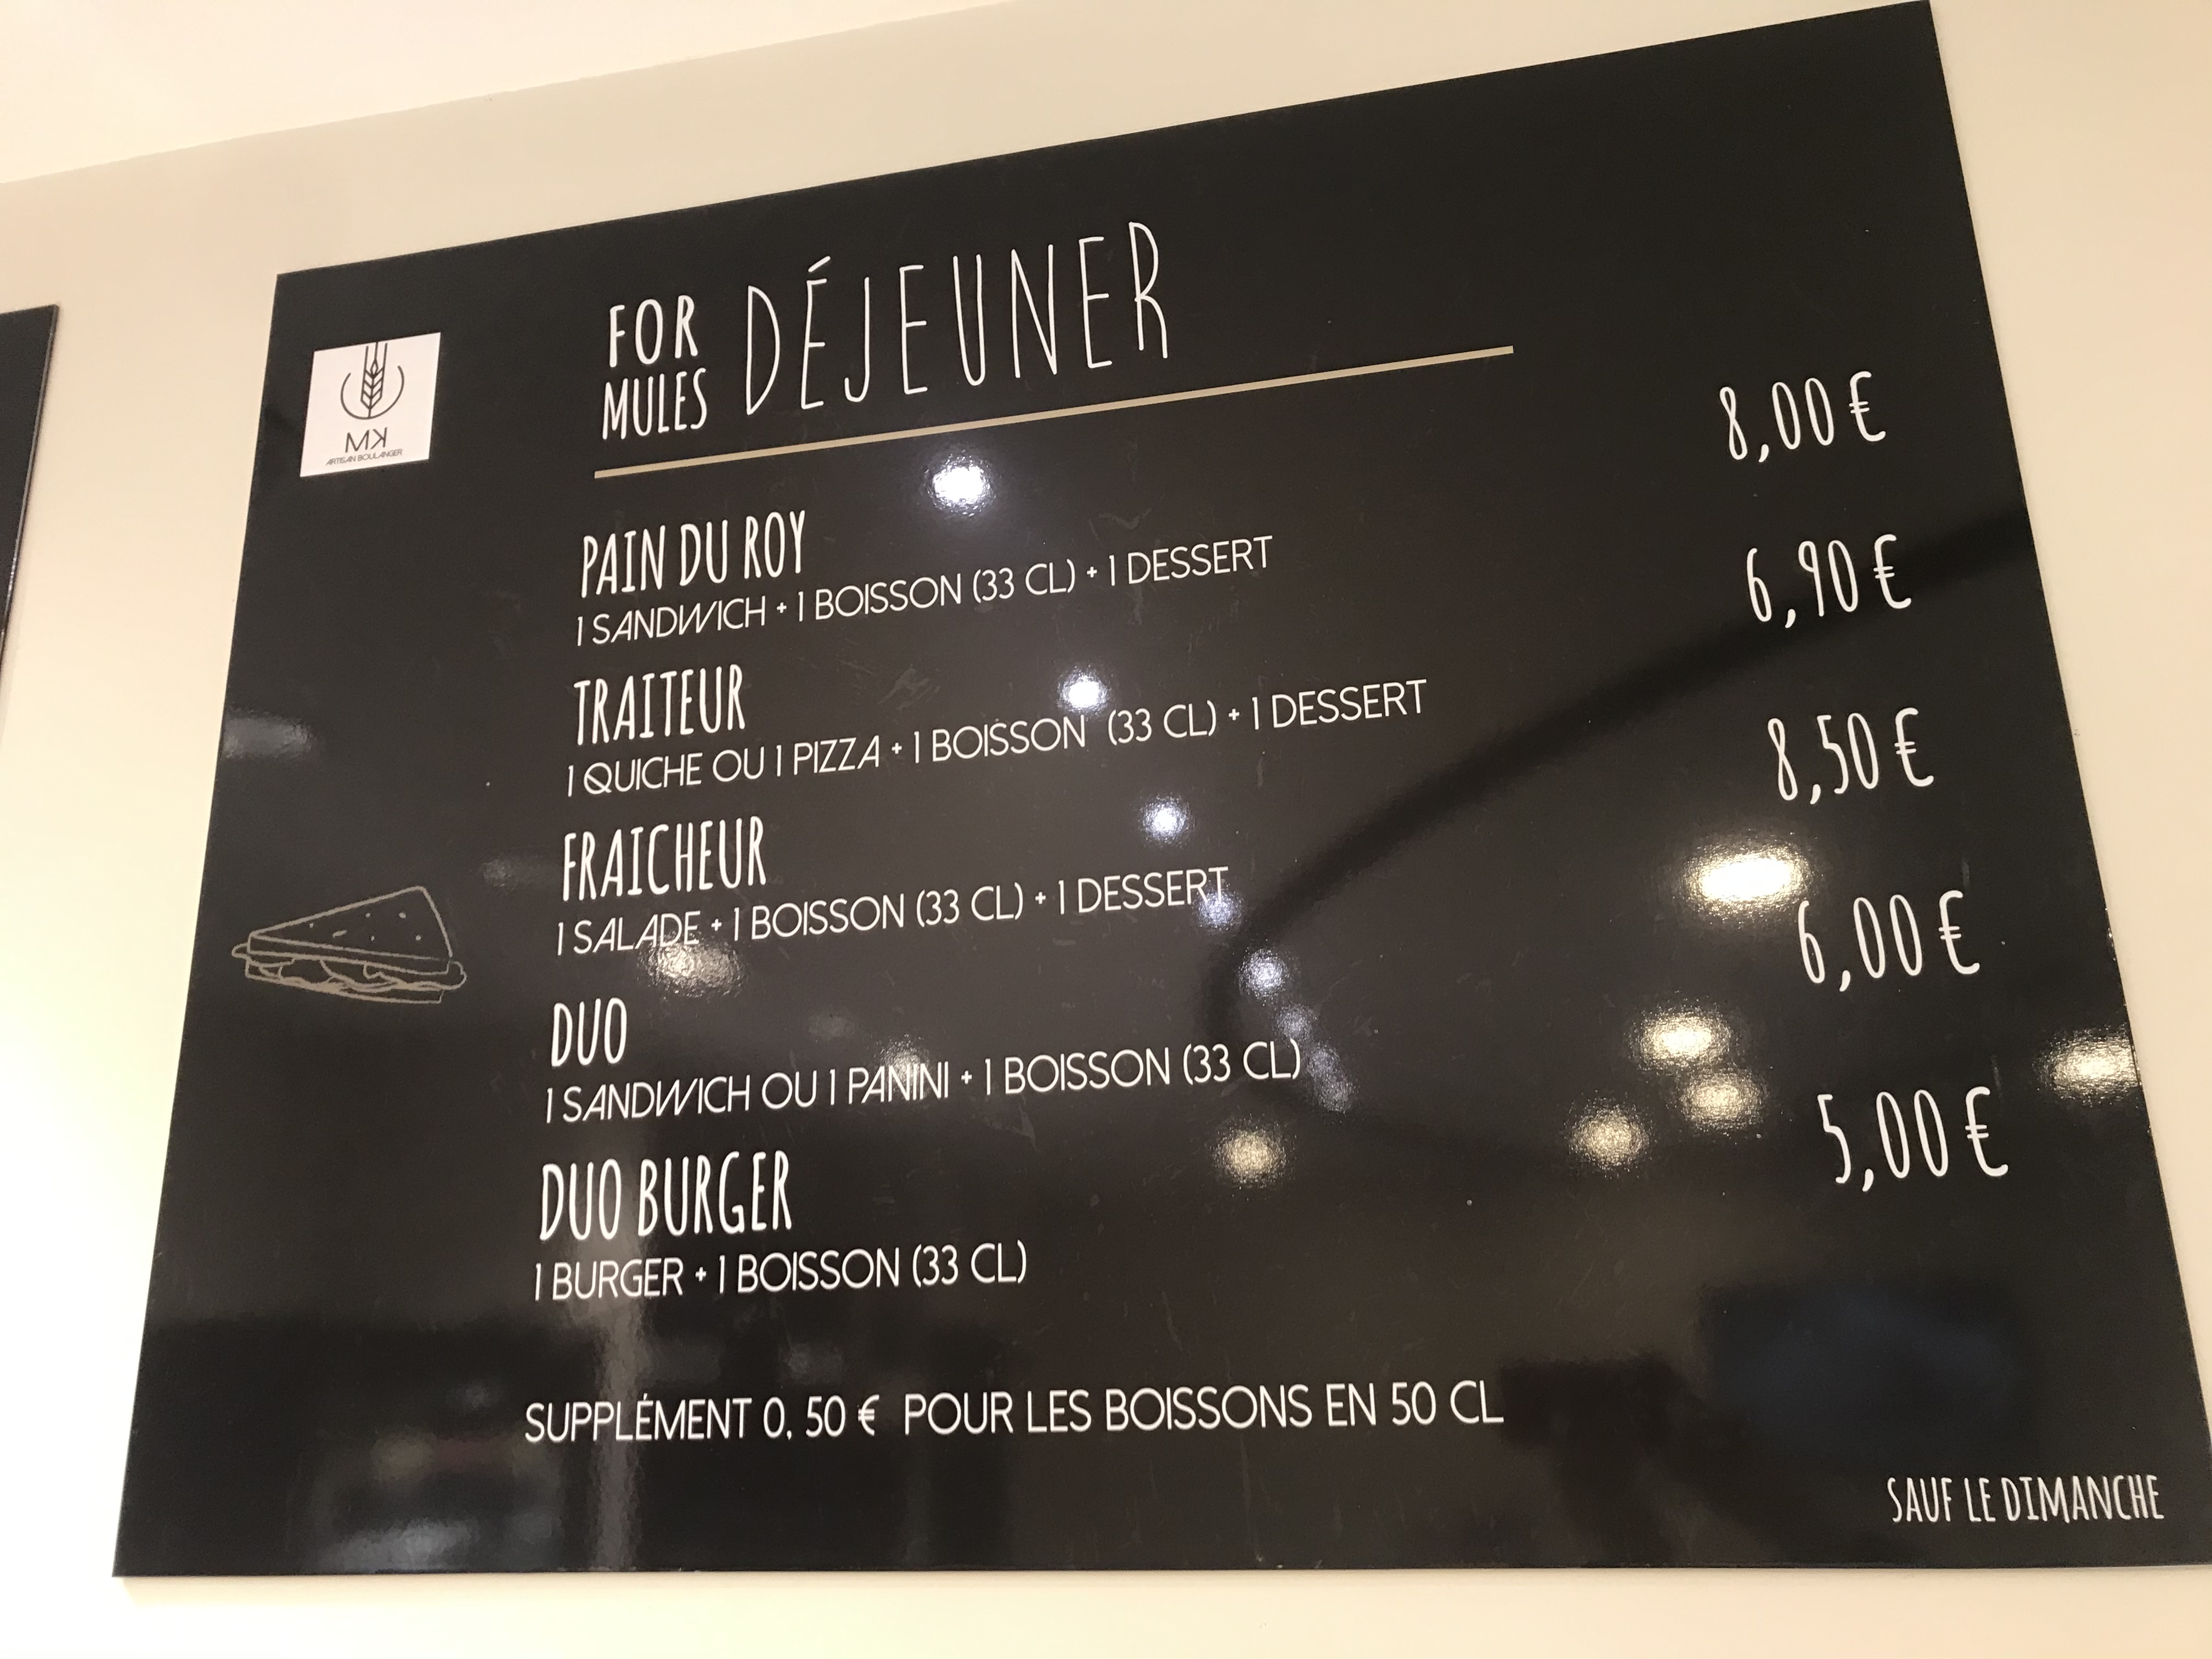 FOR
MULES
DÉJEUNER
MK
ARTISAN BOULANGER
PAIN DU ROY
8,00 €
1 SANDWICH + 1 BOISSON (33 CL) + 1 DESSERT
TRAITEUR
6,90 €
1 QUICHE OU 1 PIZZA + 1 BOISSON (33 CL) + 1 DESSERT
FRAICHEUR
8,50 €
1 SALADE + 1 BOISSON (33 CL) + 1 DESSERT
DUO
6,00 €
1 SANDWICH OU 1 PANINI + 1 BOISSON (33 CL)
DUO BURGER
5,00 €
1 BURGER + 1 BOISSON (33 CL)
SUPPLÉMENT 0, 50 € POUR LES BOISSONS EN 50 CL
SAUF LE DIMANCHE